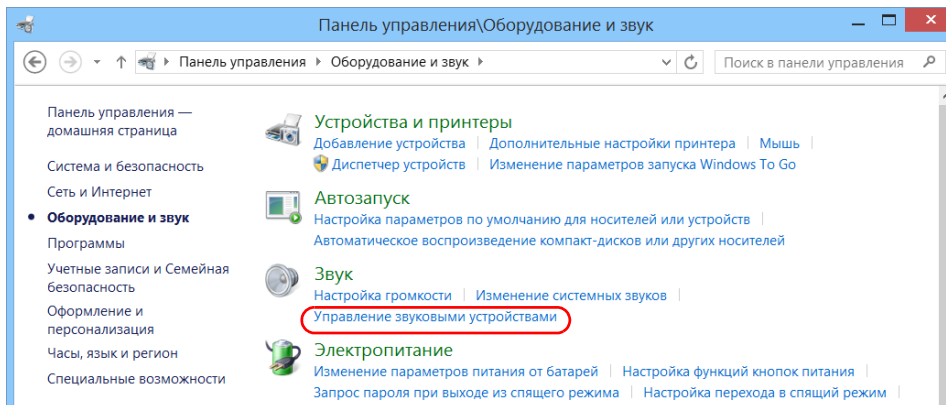 Панель управления\Оборудование и звук
Панель управления Оборудование и звук
Поиск в панели управления
Панель управления —
домашняя страница
Система и безопасность
Сеть и Интернет
Оборудование и звук
Программы
Учетные записи и Семейная
безопасность
Оформление и
персонализация
Часы, язык и регион
Специальные возможности
Устройства и принтеры
Добавление устройства Дополнительные настройки принтера Мышь
Диспетчер устройств Изменение параметров запуска Windows To Go
Автозапуск
Настройка параметров по умолчанию для носителей или устройств
Автоматическое воспроизведение компакт-дисков или других носителей
Звук
Настройка громкости Изменение системных звуков
Управление звуковыми устройствами
Электропитание
Изменение параметров питания от батарей Настройка функций кнопок питания
Запрос пароля при выходе из спящего режима Настройка перехода в спящий режим